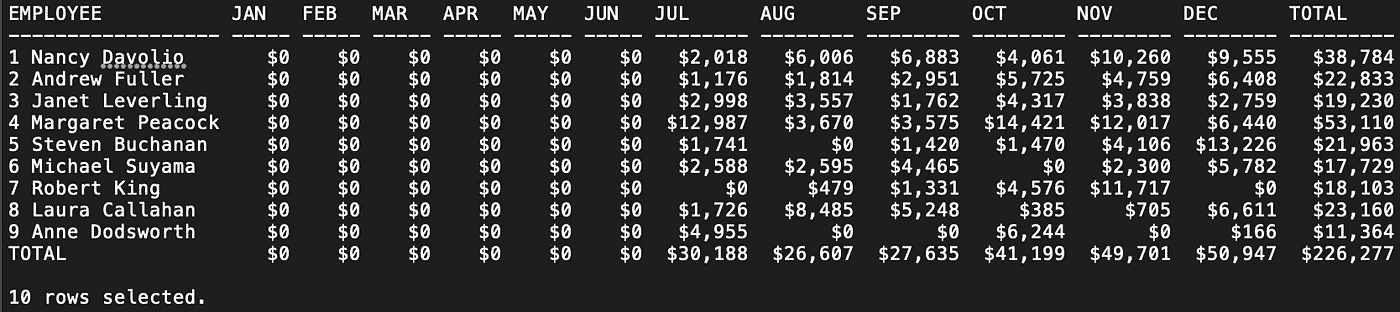 EMPLOYEE JAN FEB MAR APR MAY JUN JUL AUG SEP OCT NOV DEC TOTAL
------------------ ----- ----- ----- ----- ----- ----- -------- -------- -------- -------- -------- -------- ---------
1 Nancy Davolio $0 $0 $0 $0 $0 $0 $2,018 $6,006 $6,883 $4,061 $10,260 $9,555 $38,784
2 Andrew Fuller $0 $0 $0 $0 $0 $0 $1,176 $1,814 $2,951 $5,725 $4,759 $6,408 $22,833
3 Janet Leverling $0 $0 $0 $0 $0 $0 $2,998 $3,557 $1,762 $4,317 $3,838 $2,759 $19,230
4 Margaret Peacock $0 $0 $0 $0 $0 $0 $12,987 $3,670 $3,575 $14,421 $12,017 $6,440 $53,110
5 Steven Buchanan $0 $0 $0 $0 $0 $0 $1,741 $0 $1,420 $1,470 $4,106 $13,226 $21,963
6 Michael Suyama $0 $0 $0 $0 $0 $0 $2,588 $2,595 $4,465 $0 $2,300 $5,782 $17,729
7 Robert King $0 $0 $0 $0 $0 $0 $0 $479 $1,331 $4,576 $11,717 $0 $18,103
8 Laura Callahan $0 $0 $0 $0 $0 $0 $1,726 $8,485 $5,248 $385 $705 $6,611 $23,160
9 Anne Dodsworth $0 $0 $0 $0 $0 $0 $4,955 $0 $0 $6,244 $0 $166 $11,364
TOTAL $0 $0 $0 $0 $0 $0 $30,188 $26,607 $27,635 $41,199 $49,701 $50,947 $226,277
10 rows selected.